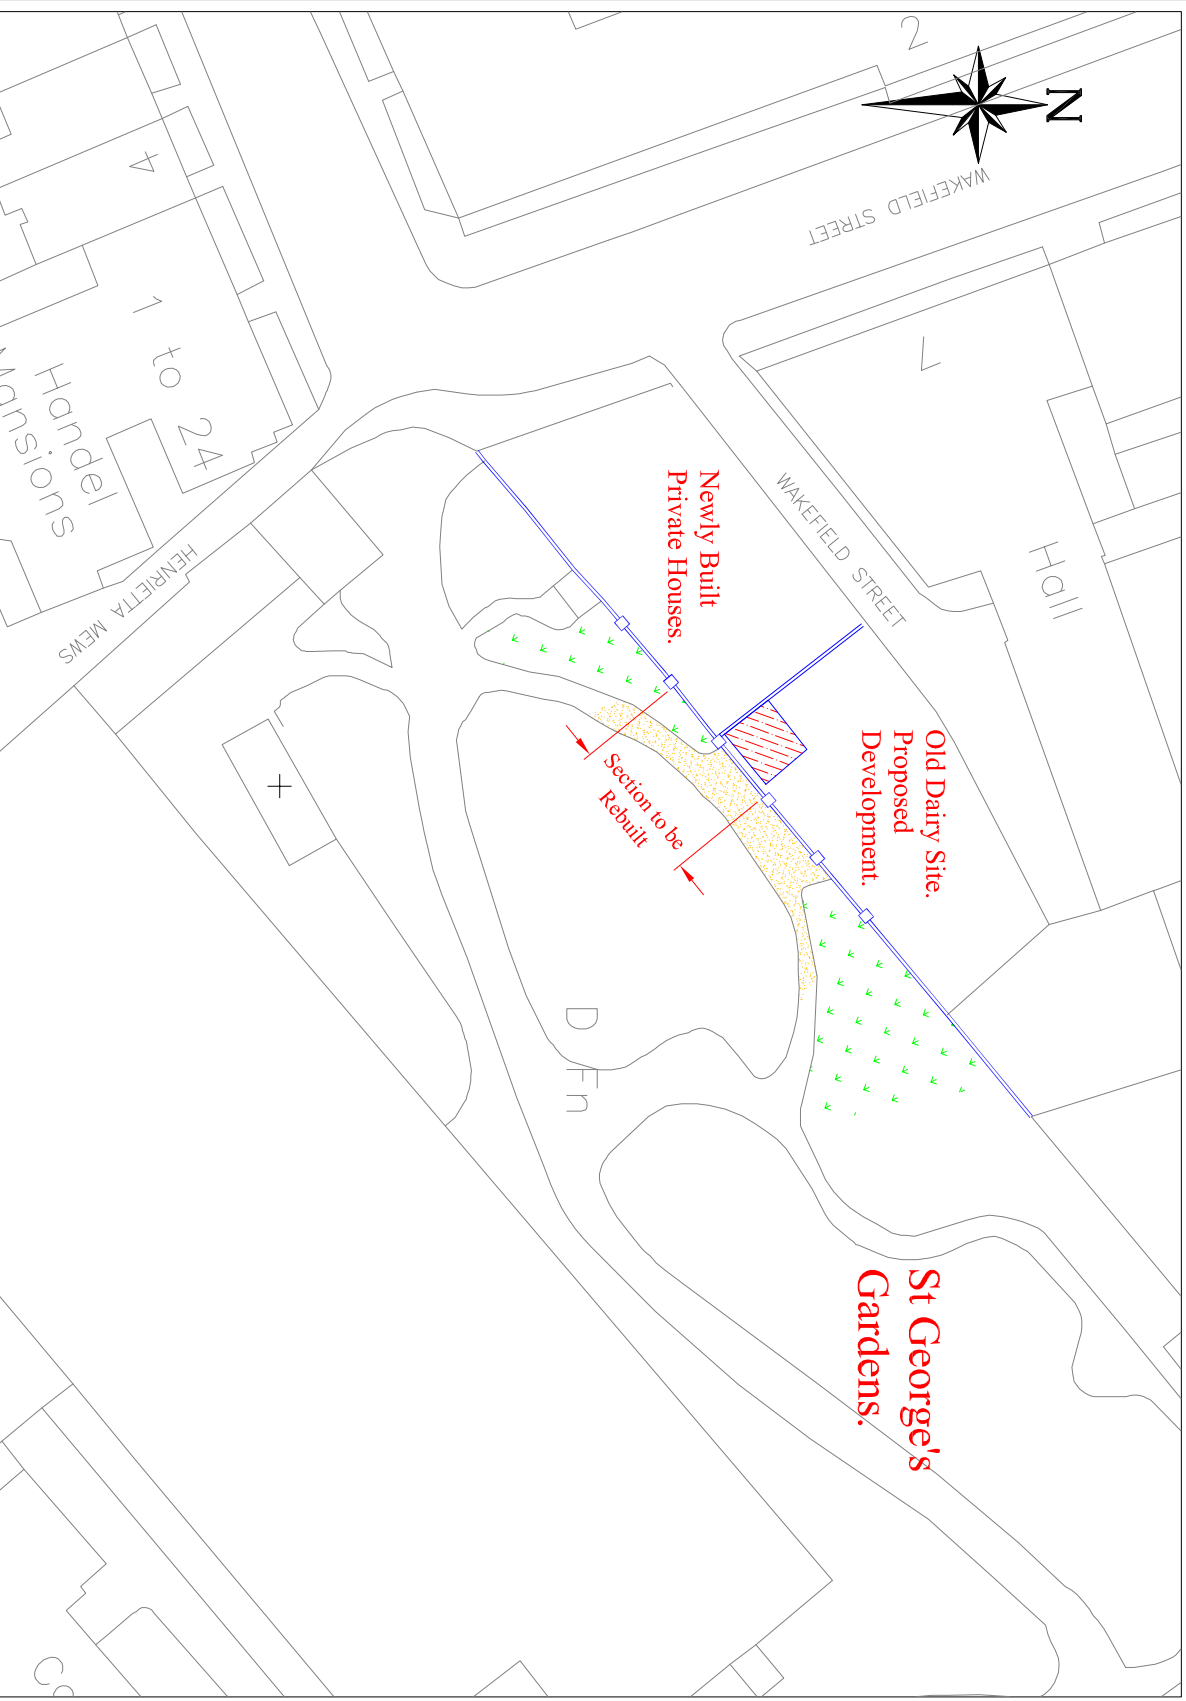 N
2
WAKEFIELD STREET
4
1 to 24
Handel
Mansions
HENRIETTA MEWS
7
Hall
WAKEFIELD STREET
Newly Built
Private Houses.
Old Dairy Site.
Proposed
Development.
Section to be
Rebuilt
D Fn
St George's
Gardens.